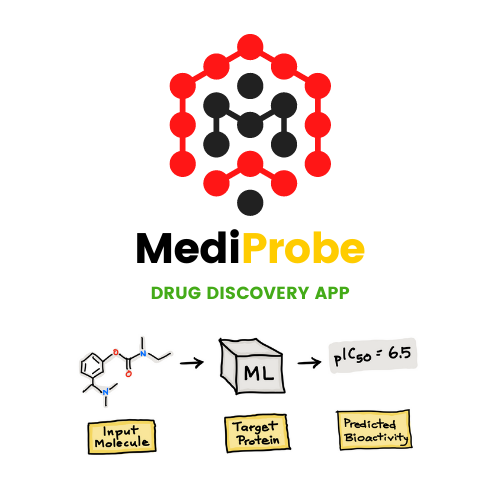 MediProbe
DRUG DISCOVERY APP
O
N
O
N
ML
pIC50 = 6.5
Input
Molecule
Target
Protein
Predicted
Bioactivity